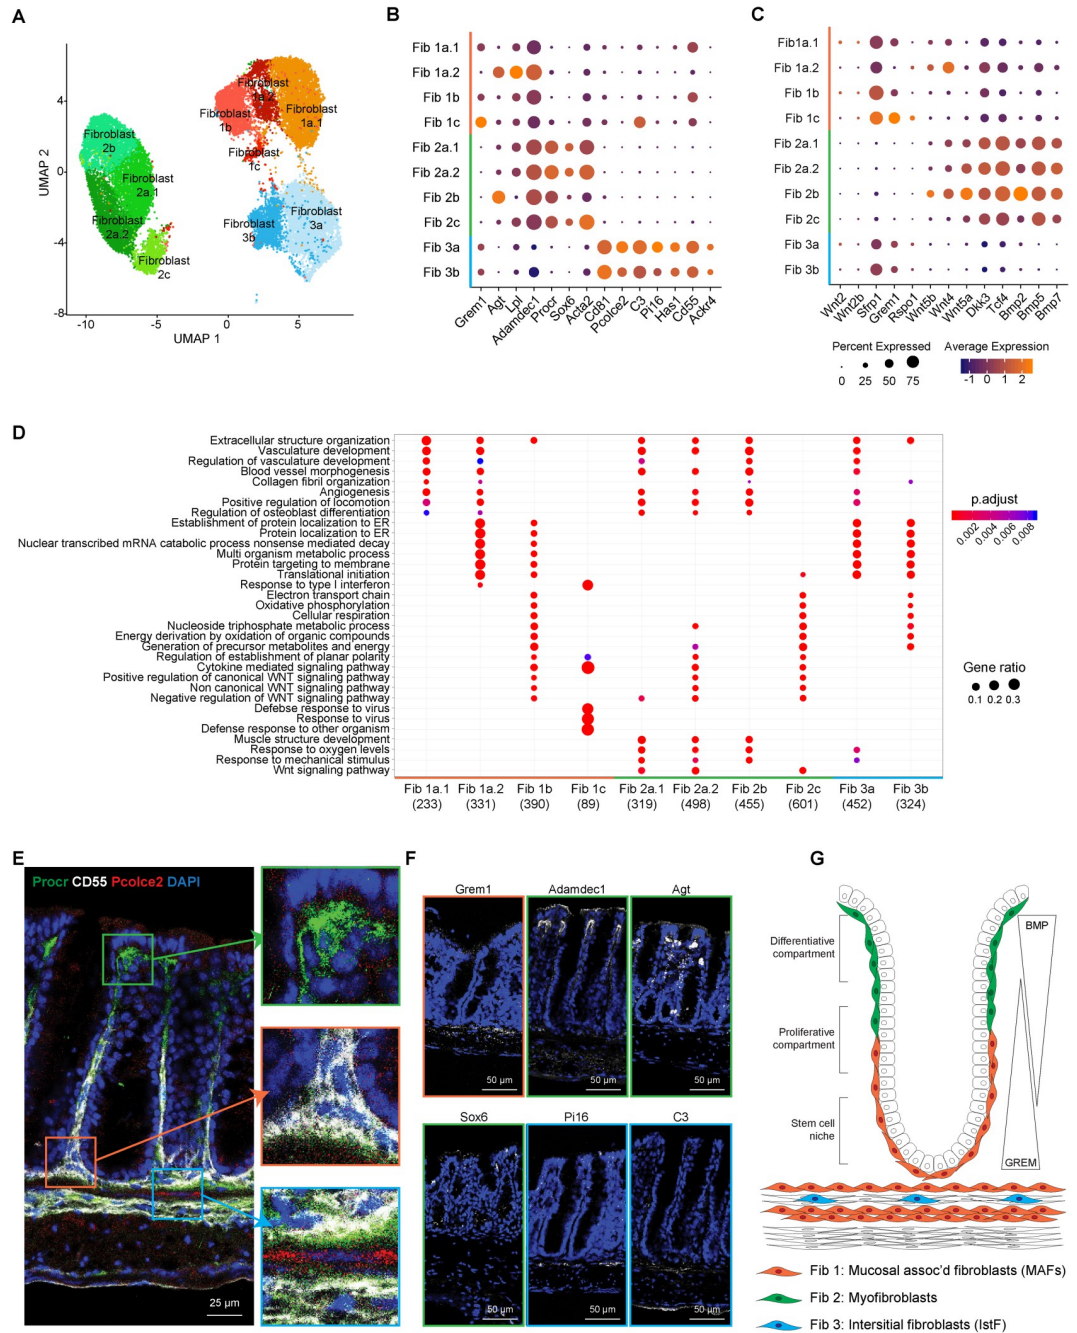 A
4
0
-4
-8
-10
-5
0
5
UMAP 2
UMAP 1
Fibroblast
1a.2
Fibroblast
1b
Fibroblast
1a.1
Fibroblast
1c
Fibroblast
2b
Fibroblast
2a.1
Fibroblast
2a.2
Fibroblast
2c
Fibroblast
3b
Fibroblast
3a
B
Fib 1a.1
Fib 1a.2
Fib 1b
Fib 1c
Fib 2a.1
Fib 2a.2
Fib 2b
Fib 2c
Fib 3a
Fib 3b
Grem1
Agt
Lpl
Adamdec1
Procr
Sox6
Acta2
Cd81
Pcolce2
C3
Pi16
Has1
Cd55
Ackr4
C
Fib1a.1
Fib 1a.2
Fib 1b
Fib 1c
Fib 2a.1
Fib 2a.2
Fib 2b
Fib 2c
Fib 3a
Fib 3b
Wnt2
Wnt2b
Sfrp1
Grem1
Rspo1
Wnt5b
Wnt4
Wnt5a
Dkk3
Tcf4
Bmp2
Bmp5
Bmp7
Percent Expressed
0 25 50 75
Average Expression
-1 0 1 2
D
Extracellular structure organization
Vasculature development
Regulation of vasculature development
Blood vessel morphogenesis
Collagen fibril organization
Angiogenesis
Positive regulation of locomotion
Regulation of osteoblast differentiation
Establishment of protein localization to ER
Protein localization to ER
Nuclear transcribed mRNA catabolic process nonsense mediated decay
Multi organism metabolic process
Protein targeting to membrane
Translational initiation
Response to type I interferon
Electron transport chain
Oxidative phosphorylation
Cellular respiration
Nucleoside triphosphate metabolic process
Energy derivation by oxidation of organic compounds
Generation of precursor metabolites and energy
Regulation of establishment of planar polarity
Cytokine mediated signaling pathway
Positive regulation of canonical WNT signaling pathway
Non canonical WNT signaling pathway
Negative regulation of WNT signaling pathway
Defebse response to virus
Response to virus
Defense response to other organism
Muscle structure development
Response to oxygen levels
Response to mechanical stimulus
Wnt signaling pathway
Fib 1a.1 Fib 1a.2 Fib 1b Fib 1c Fib 2a.1 Fib 2a.2 Fib 2b Fib 2c Fib 3a Fib 3b
(233) (331) (390) (89) (319) (498) (455) (601) (452) (324)
p.adjust
0.002
0.004
0.006
0.008
Gene ratio
0.1 0.2 0.3
E
Procr CD55 Pcolce2 DAPI
25 µm
F
Grem1
Adamdec1
Agt
50 µm
50 µm
50 µm
Sox6
Pi16
C3
50 µm
50 µm
50 µm
G
Differentiative
compartment
Proliferative
compartment
Stem cell
niche
BMP
GREM
Fib 1: Mucosal assoc'd fibroblasts (MAFs)
Fib 2: Myofibroblasts
Fib 3: Intersitial fibroblasts (IstF)